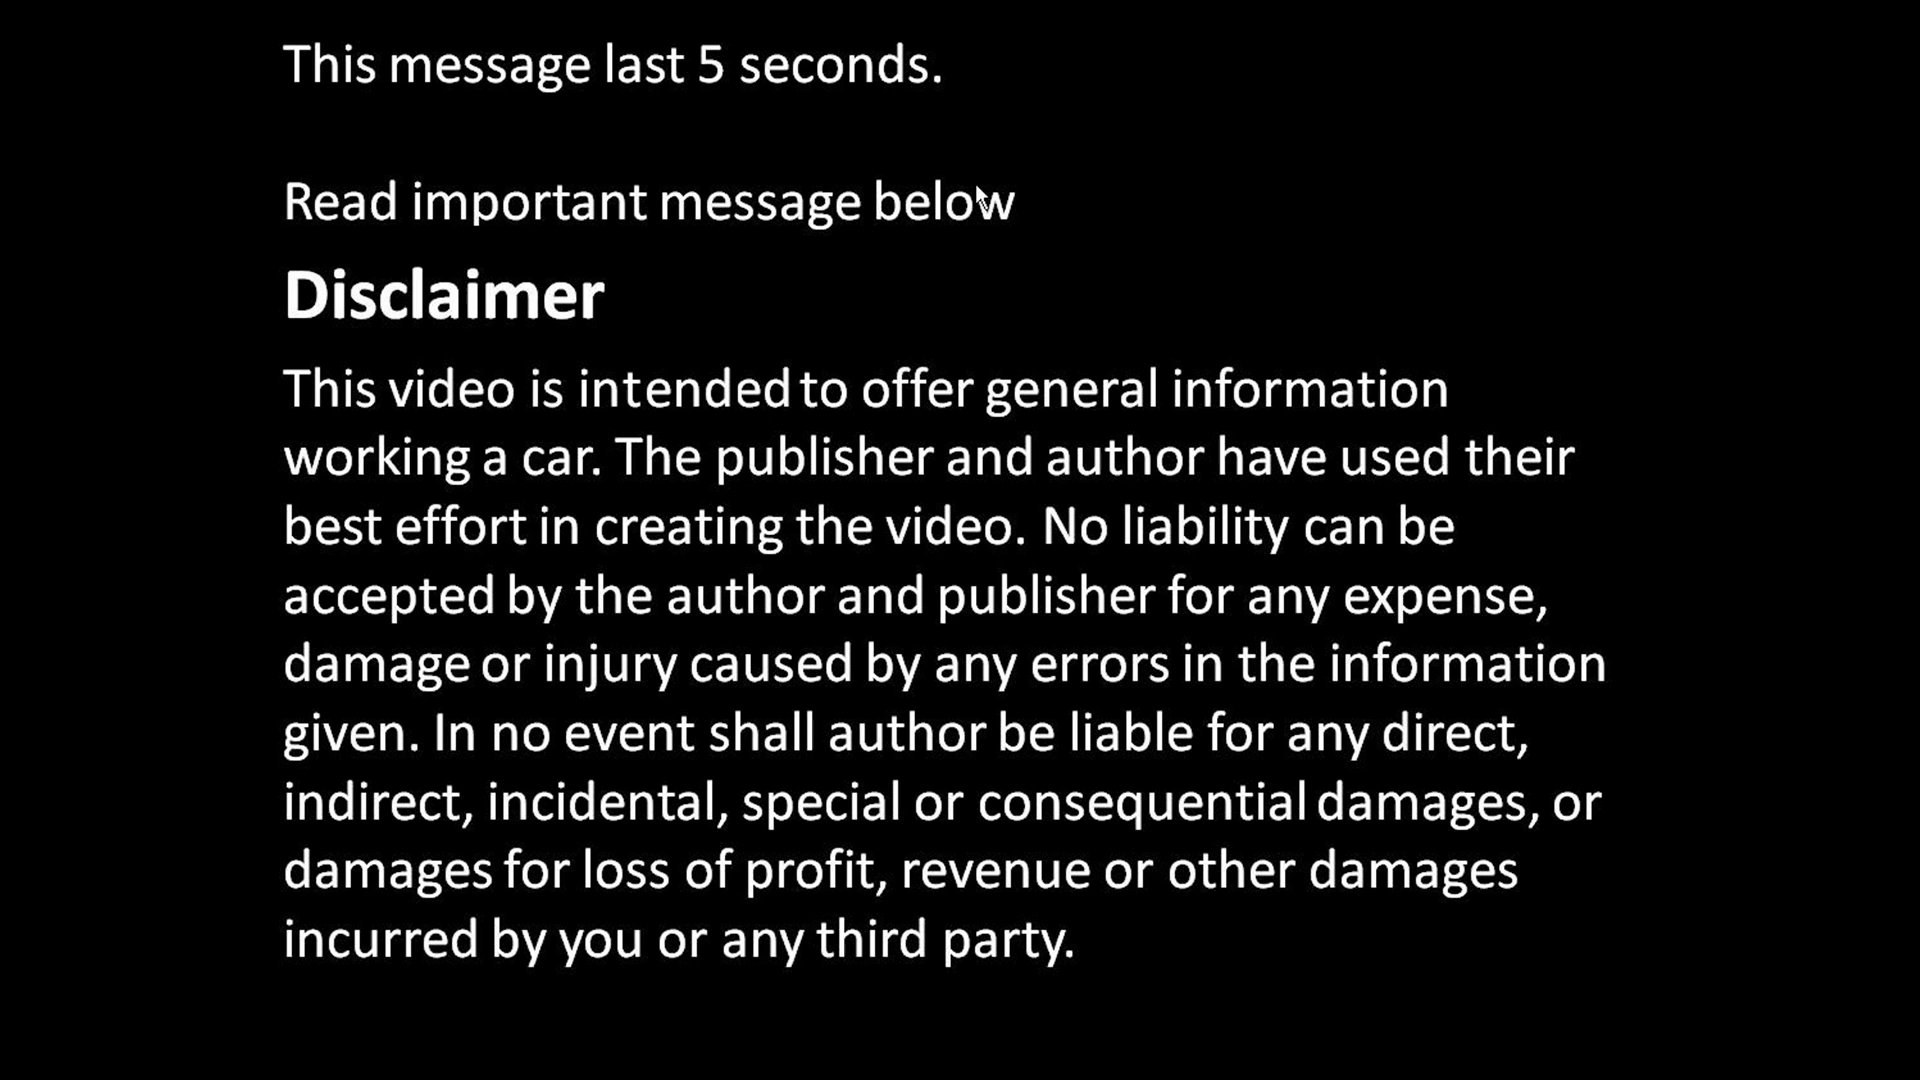 This message last 5 seconds.
Read important message below
Disclaimer
This video is intended to offer general information
working a car. The publisher and author have used their
best effort in creating the video. No liability can be
accepted by the author and publisher for any expense,
damage or injury caused by any errors in the information
given. In no event shall author be liable for any direct,
indirect, incidental, special or consequential damages, or
damages for loss of profit, revenue or other damages
incurred by you or any third party.